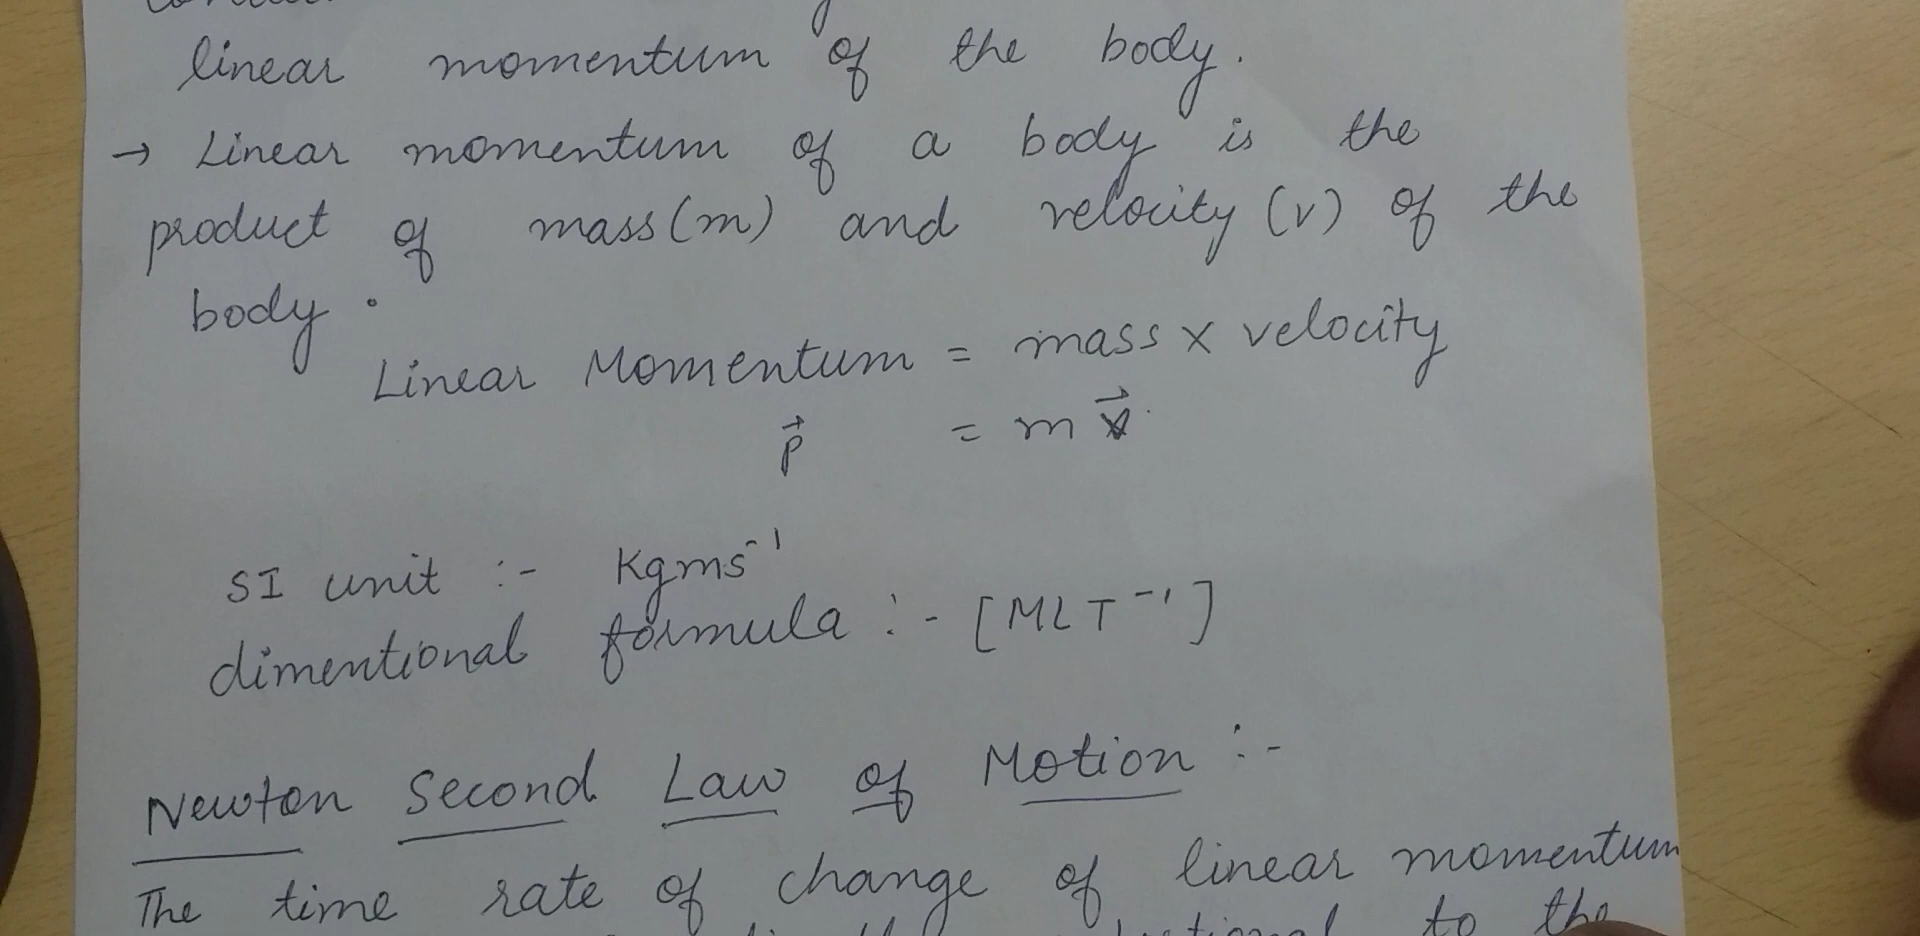 linear momentum of the body.
→ Linear momentum of a body is the
product of mass (m) and velocity (v) of the
body.
Linear Momentum = mass x velocity
p⃗ = m v⃗
SI unit :- Kgms⁻¹
dimentional formula :- [MLT⁻¹]
Newton Second Law of Motion :-
The time rate of change of linear momentum
to the